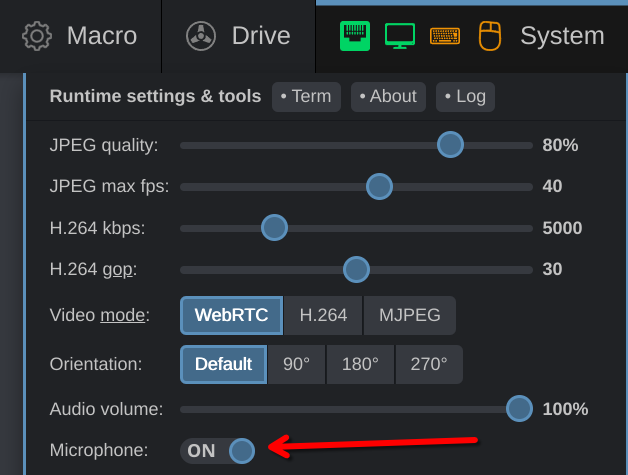 Macro Drive System
Runtime settings & tools • Term • About • Log
JPEG quality: 80%
JPEG max fps: 40
H.264 kbps: 5000
H.264 gop: 30
Video mode: WebRTC H.264 MJPEG
Orientation: Default 90° 180° 270°
Audio volume: 100%
Microphone: ON